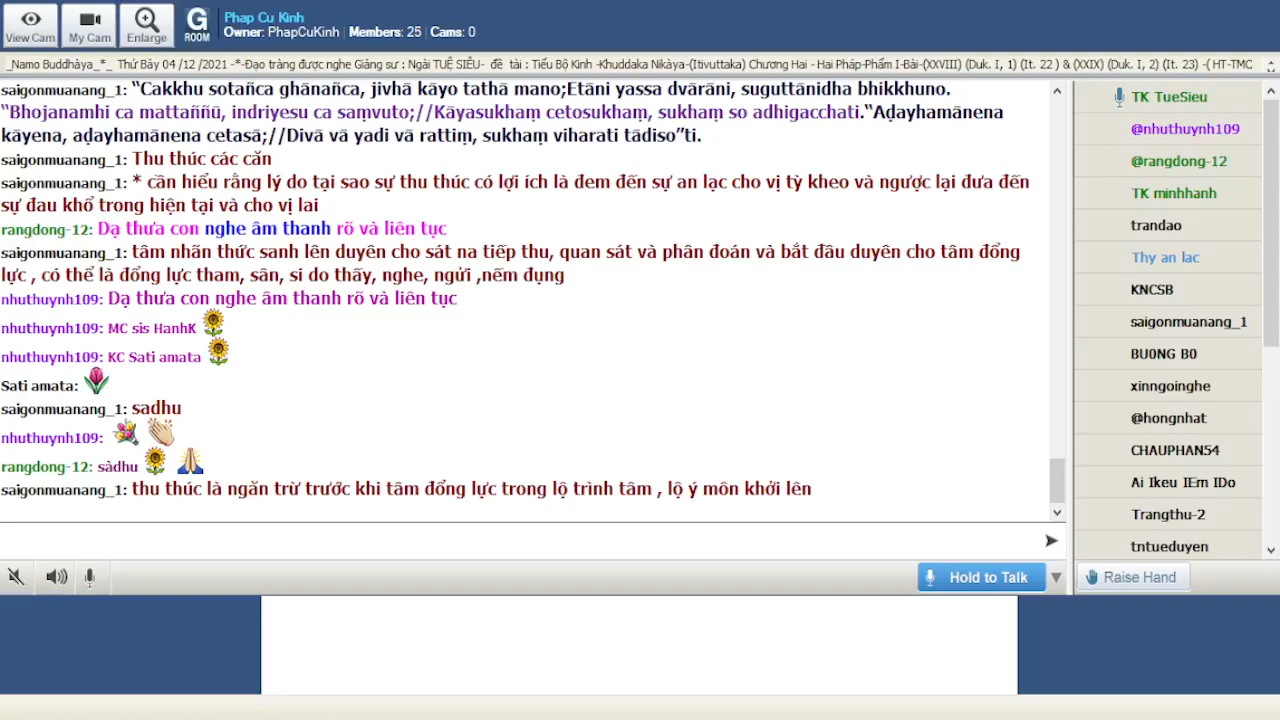 View Cam
My Cam
Enlarge
G
ROOM
Phap Cu Kinh
Owner: PhapCuKinh | Members: 25 | Cams: 0
_Namo Buddhàya_*_ Thứ Bảy 04 /12 /2021 -*-Đạo tràng được nghe Giảng sư : Ngài TUỆ SIÊU- đề tài : Tiểu Bộ Kinh -Khuddaka Nikàya-(Itivuttaka) Chương Hai - Hai Pháp-Phẩm I-Bài-(XXVIII) (Duk. I, 1) (It. 22 ) & (XXIX) (Duk. I, 2) (It. 23) -( HT-TMC
saigonmuanang_1: “Cakkhu sotañca ghānañca, jivhā kāyo tathā mano;Etāni yassa dvārāni, suguttānidha bhikkhuno.
“Bhojanamhi ca mattaññū, indriyesu ca saṃvuto;//Kāyasukhaṃ cetosukhaṃ, sukhaṃ so adhigacchati.“Aḍayhamānena
kāyena, aḍayhamānena cetasā;//Divā vā yadi vā rattiṃ, sukhaṃ viharati tādiso”ti.
saigonmuanang_1: Thu thúc các căn
saigonmuanang_1: * cần hiểu rằng lý do tại sao sự thu thúc có lợi ích là đem đến sự an lạc cho vị tỳ kheo và ngược lại đưa đến
sự đau khổ trong hiện tại và cho vị lai
rangdong-12: Dạ thưa con nghe âm thanh rõ và liên tục
saigonmuanang_1: tâm nhãn thức sanh lên duyên cho sát na tiếp thu, quan sát và phân đoán và bắt đầu duyên cho tâm đổng
lực , có thể là đổng lực tham, sân, si do thấy, nghe, ngửi ,nếm đụng
nhuthuynh109: Dạ thưa con nghe âm thanh rõ và liên tục
nhuthuynh109: MC sis HanhK
nhuthuynh109: KC Sati amata
Sati amata:
saigonmuanang_1: sadhu
nhuthuynh109:
rangdong-12: sàdhu
saigonmuanang_1: thu thúc là ngăn trừ trước khi tâm đổng lực trong lộ trình tâm , lộ ý môn khởi lên
Hold to Talk
TK TueSieu
@nhuthuynh109
@rangdong-12
TK minhhanh
trandao
Thy an lac
KNCSB
saigonmuanang_1
BU0NG B0
xinngoinghe
@hongnhat
CHAUPHAN54
Ai Ikeu IEm IDo
Trangthu-2
tntueduyen
Raise Hand